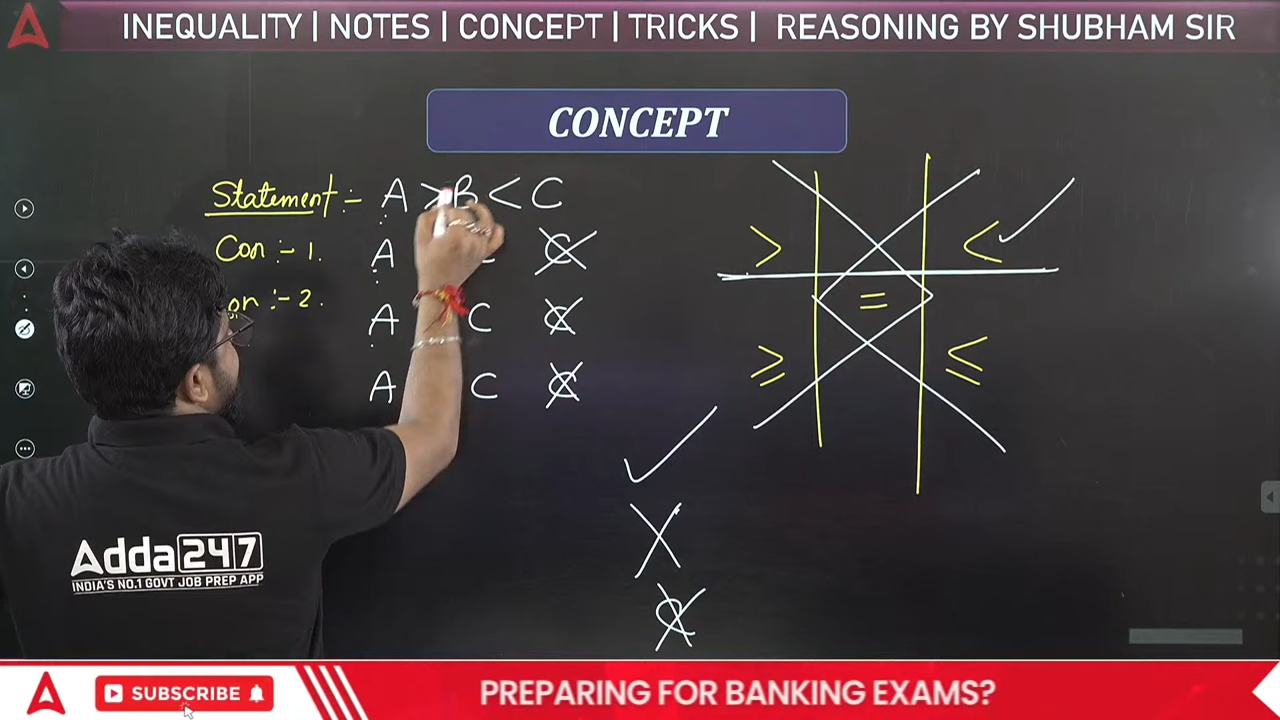 INEQUALITY | NOTES | CONCEPT | TRICKS | REASONING BY SHUBHAM SIR
CONCEPT
Statement :- A > B < C
Con :- 1. A C C
on :- 2. A C C
A C C
> <
=
≥ ≤
C
Adda247
INDIA'S NO.1 GOVT JOB PREP APP
SUBSCRIBE
PREPARING FOR BANKING EXAMS?